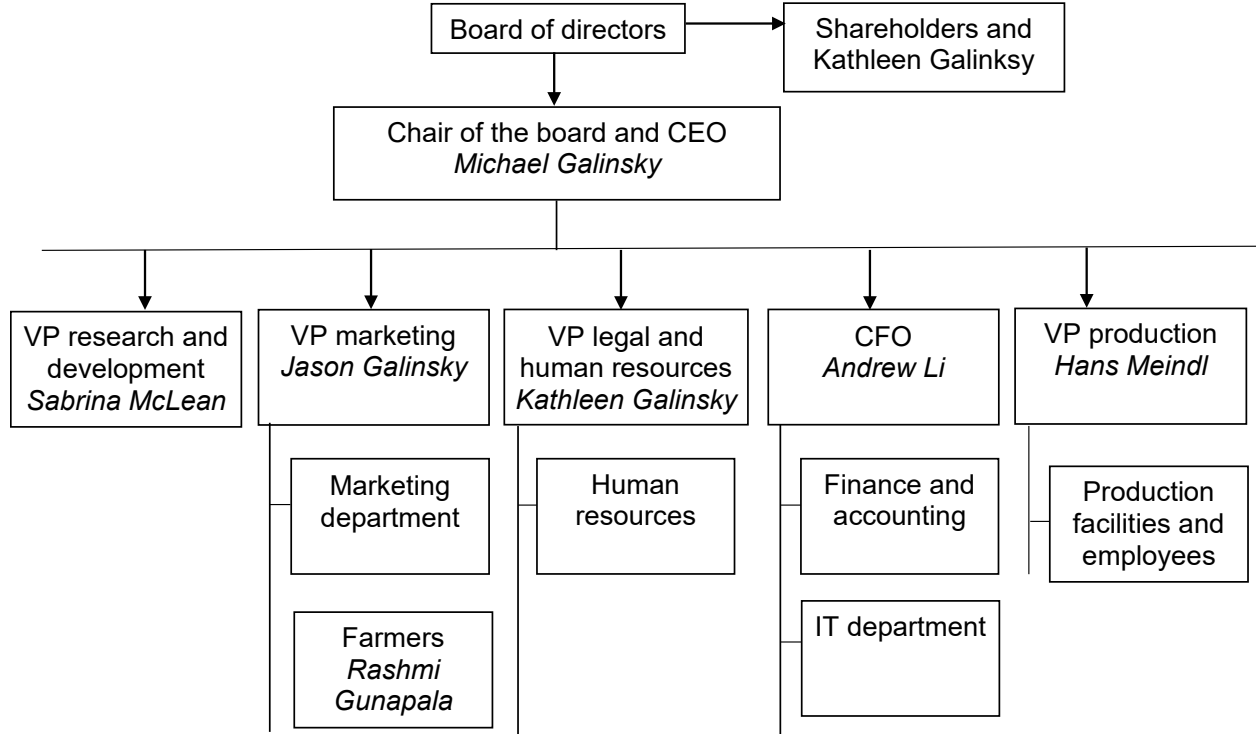 Board of directors
Shareholders and
Kathleen Galinksy
Chair of the board and CEO
Michael Galinsky
VP research and
development
Sabrina McLean
VP marketing
Jason Galinsky
VP legal and
human resources
Kathleen Galinsky
CFO
Andrew Li
VP production
Hans Meindl
Marketing
department
Human
resources
Finance and
accounting
Production
facilities and
employees
Farmers
Rashmi
Gunapala
IT department